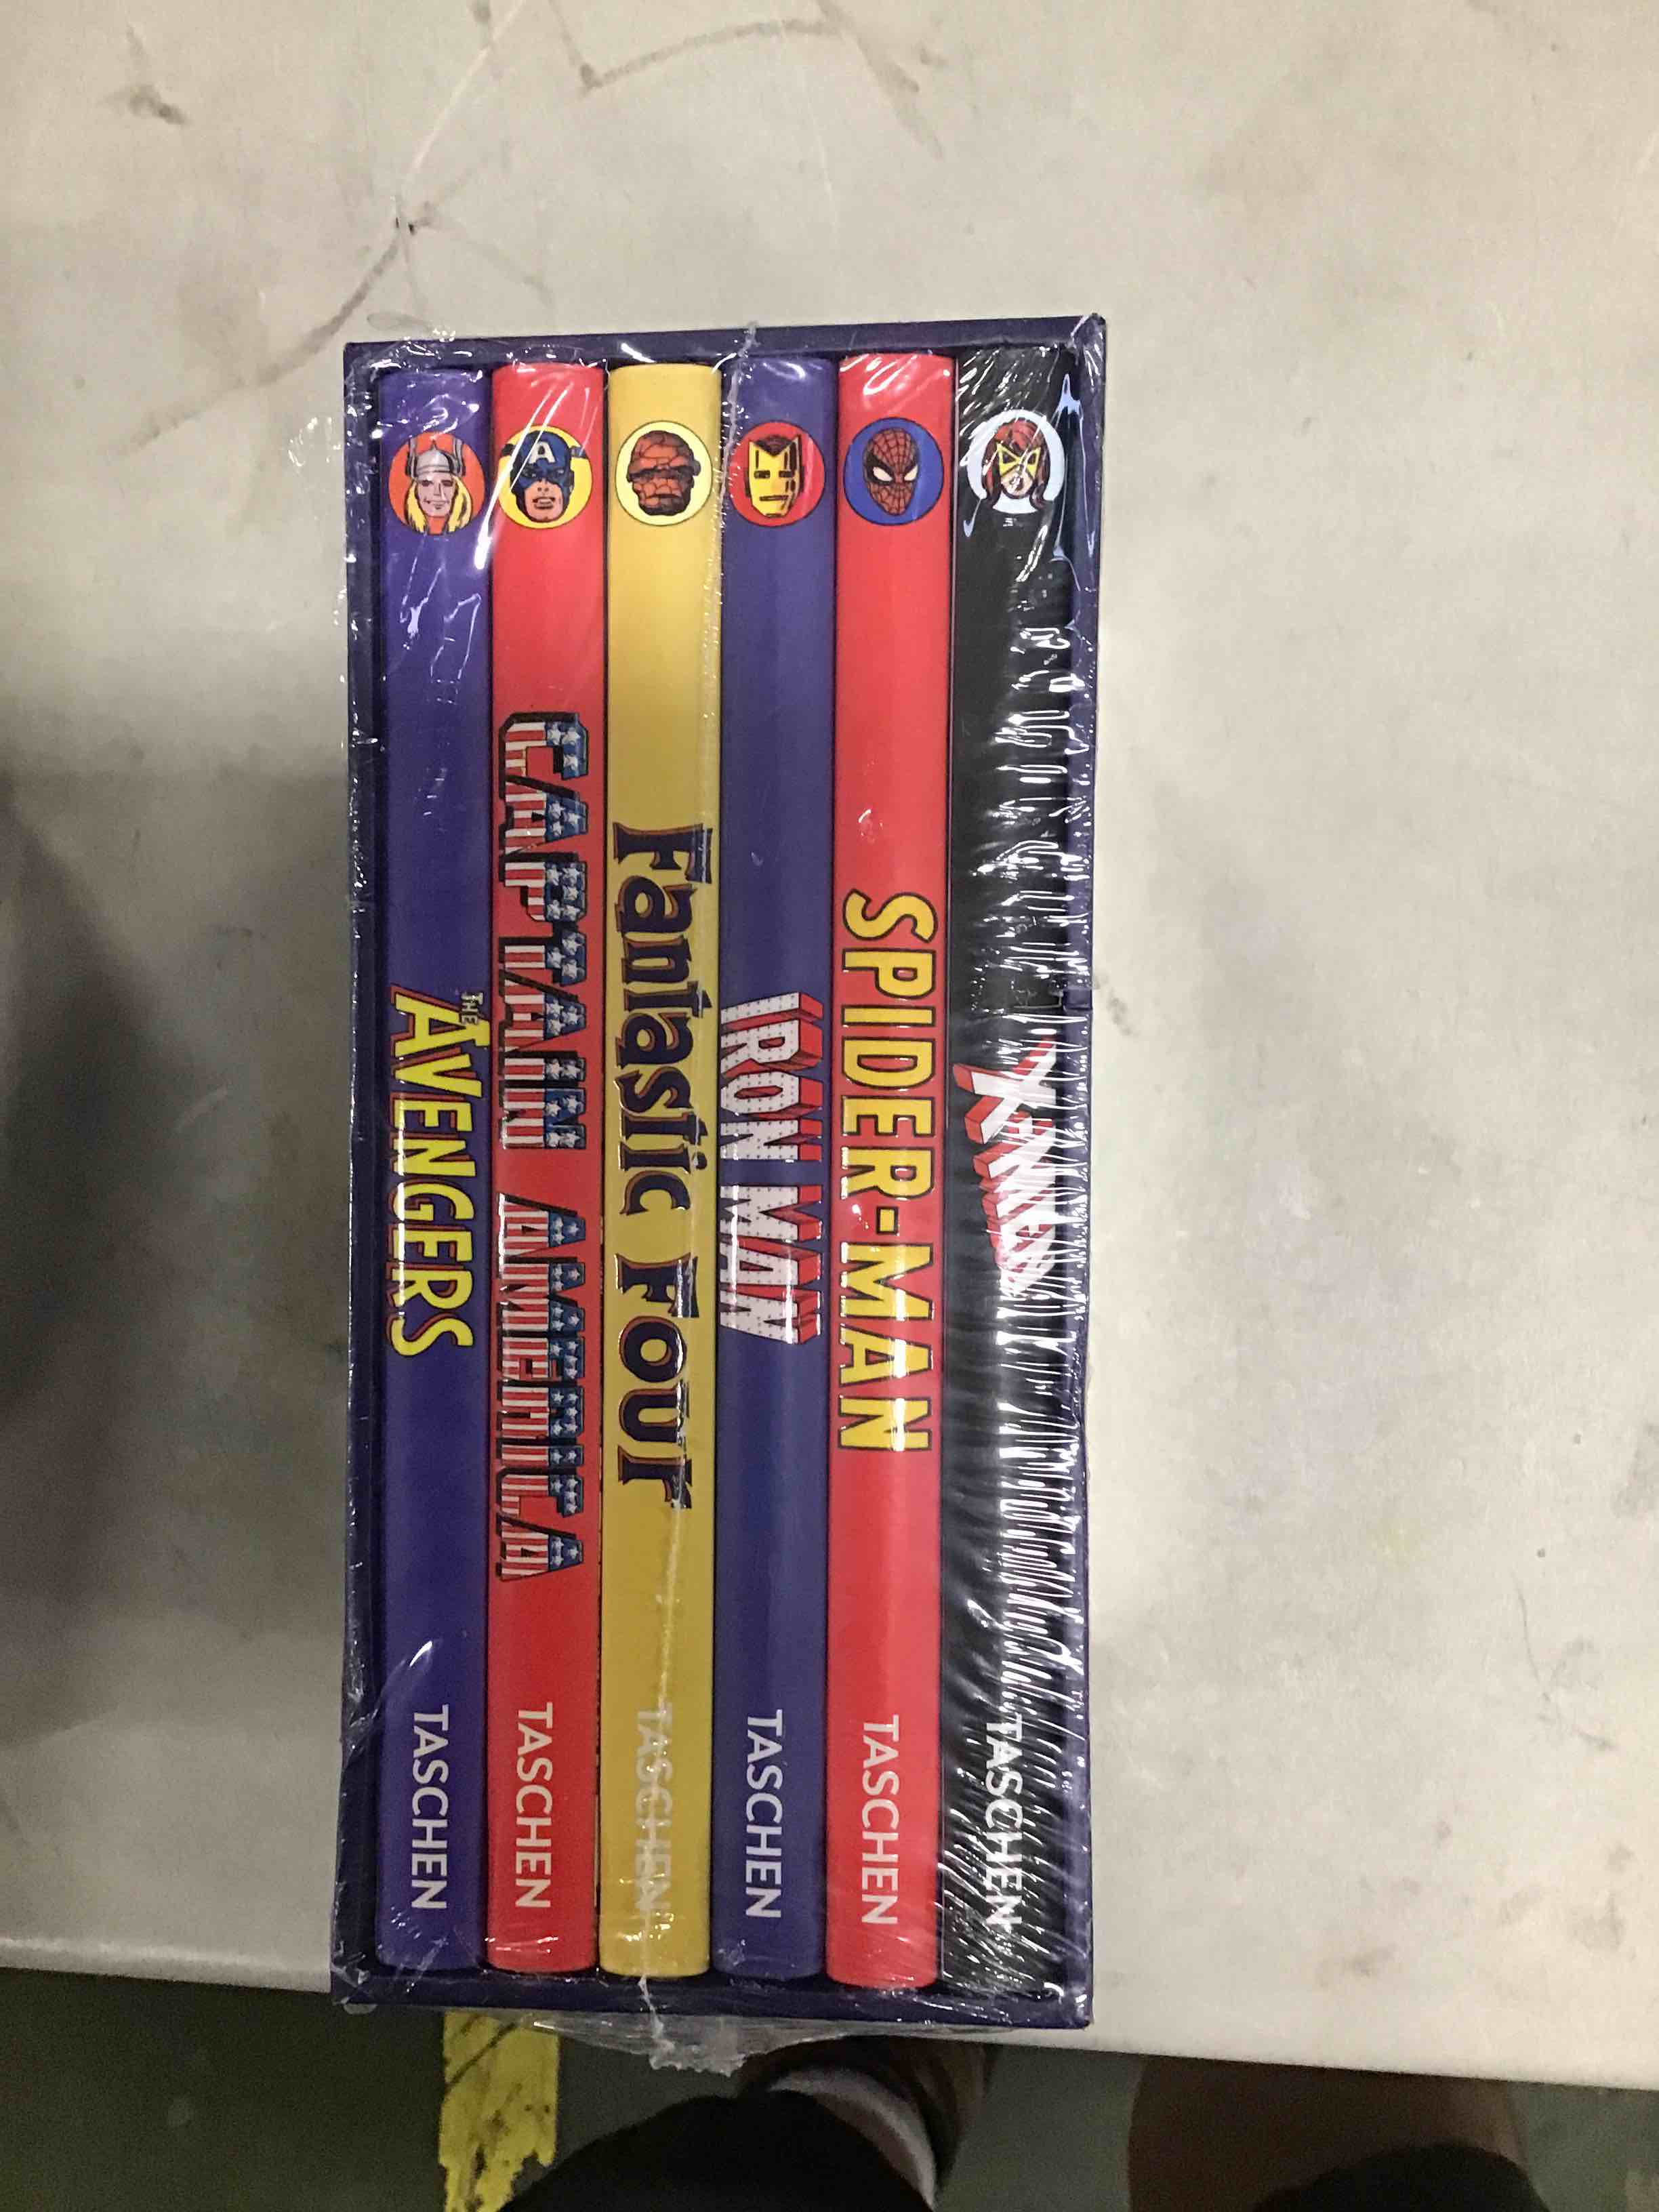 THE
AVENGERS
TASCHEN
A
CAPTAIN AMERICA
TASCHEN
Fantastic Four
TASCHEN
IRON MAN
TASCHEN
SPIDER-MAN
TASCHEN
X-MEN
TASCHEN